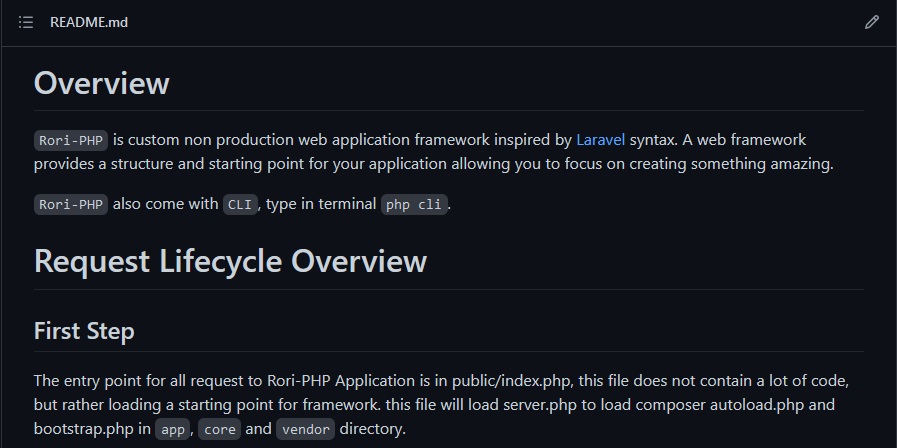 README.md
Overview
Rori-PHP is custom non production web application framework inspired by Laravel syntax. A web framework
provides a structure and starting point for your application allowing you to focus on creating something amazing.
Rori-PHP also come with CLI, type in terminal php cli.
Request Lifecycle Overview
First Step
The entry point for all request to Rori-PHP Application is in public/index.php, this file does not contain a lot of code,
but rather loading a starting point for framework. this file will load server.php to load composer autoload.php and
bootstrap.php in app, core and vendor directory.